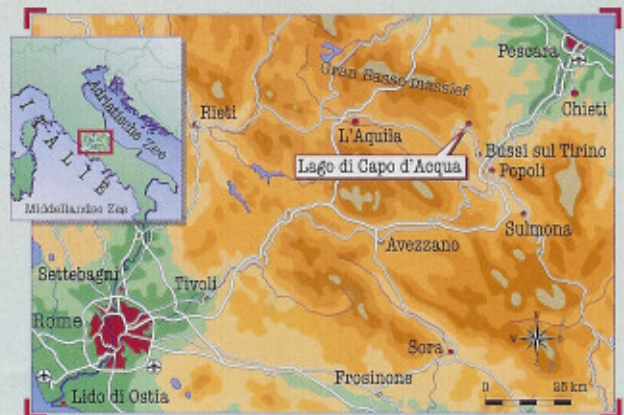 Pescara
Gran Sasso-massief
Adriatische Zee
Chieti
Rieti
L'Aquila
ITALIË
Bussi sul Tirino
Lago di Capo d'Acqua
Popoli
Middellandse Zee
Sulmona
Avezzano
Settebagni
Tivoli
Rome
Sora
Frosinone
Lido di Ostia
0 25 km